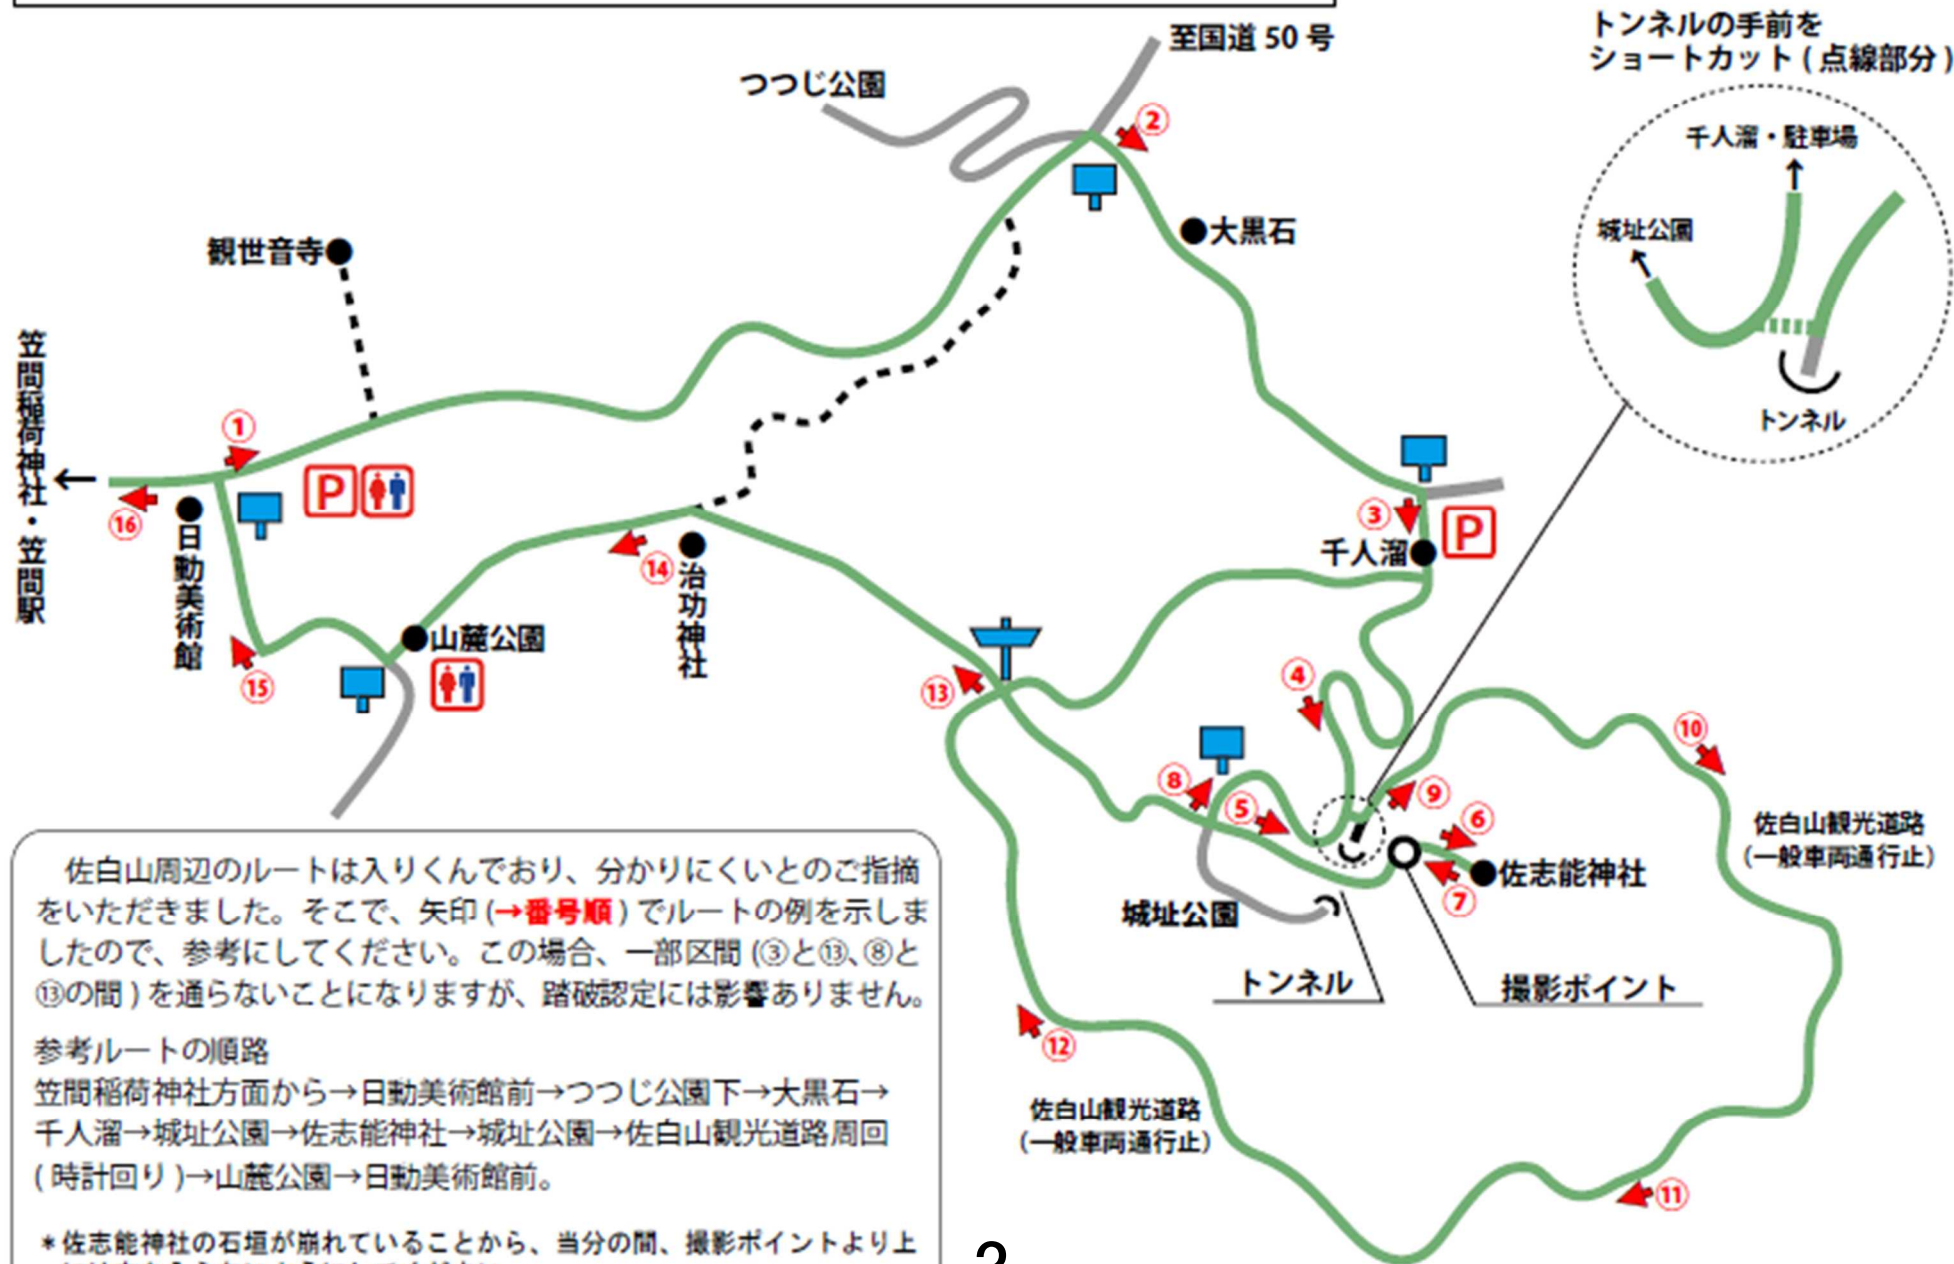 至国道 50 号
つつじ公園
②
大黒石
観世音寺
笠間稲荷神社・笠間駅
←
①
P
⑯
日動美術館
⑭
治功神社
山麓公園
⑮
③
P
千人溜
⑬
④
⑧
⑤
⑨
⑥
⑦
佐志能神社
城址公園
トンネル
撮影ポイント
⑩
佐白山観光道路
(一般車両通行止)
⑫
佐白山観光道路
(一般車両通行止)
⑪
トンネルの手前を
ショートカット ( 点線部分 )
千人溜・駐車場
城址公園
トンネル
佐白山周辺のルートは入りくんでおり、分かりにくいとのご指摘
をいただきました。そこで、矢印 (→番号順 ) でルートの例を示しま
したので、参考にしてください。この場合、一部区間 (③と⑬、⑧と
⑬の間 ) を通らないことになりますが、踏破認定には影響ありません。
参考ルートの順路
笠間稲荷神社方面から→日動美術館前→つつじ公園下→大黒石→
千人溜→城址公園→佐志能神社→城址公園→佐白山観光道路周回
( 時計回り )→山麓公園→日動美術館前。
＊佐志能神社の石垣が崩れていることから、当分の間、撮影ポイントより上